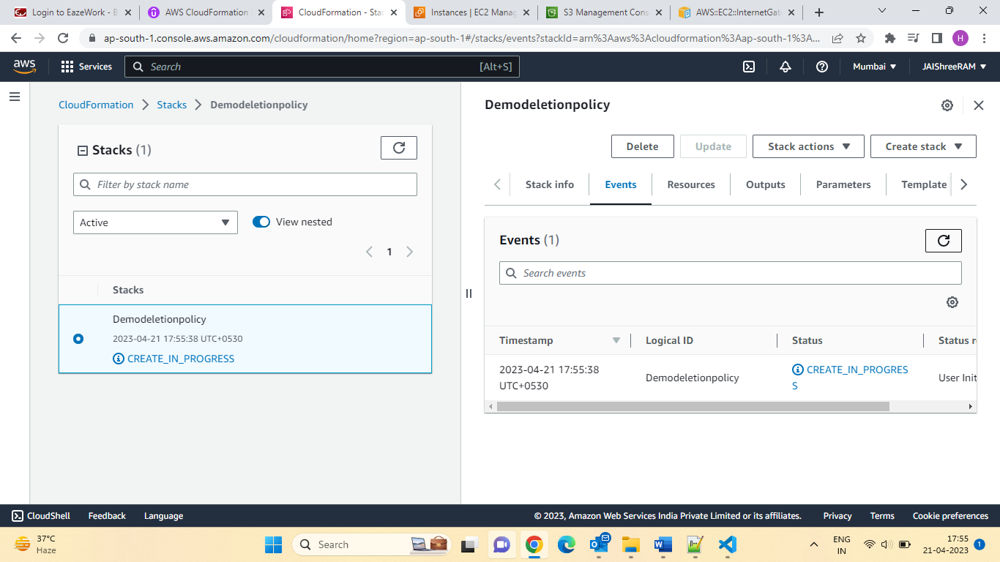 Login to EazeWork - B
AWS CloudFormation
CloudFormation - Stac
Instances | EC2 Manag
S3 Management Cons
AWS::EC2::InternetGat
ap-south-1.console.aws.amazon.com/cloudformation/home?region=ap-south-1#/stacks/events?stackId=arn%3Aaws%3Acloudformation%3Aap-south-1%3A...
H
aws
Services
Search
[Alt+S]
Mumbai
JAIShreeRAM
CloudFormation
Stacks
Demodeletionpolicy
Stacks (1)
Filter by stack name
Active
View nested
1
Stacks
Demodeletionpolicy
2023-04-21 17:55:38 UTC+0530
CREATE_IN_PROGRESS
Demodeletionpolicy
Delete
Update
Stack actions
Create stack
Stack info
Events
Resources
Outputs
Parameters
Template
Events (1)
Search events
Timestamp
Logical ID
Status
Status r
2023-04-21 17:55:38
UTC+0530
Demodeletionpolicy
CREATE_IN_PROGRES
S
User Init
CloudShell
Feedback
Language
© 2023, Amazon Web Services India Private Limited or its affiliates.
Privacy
Terms
Cookie preferences
37°C
Haze
Search
ENG
IN
17:55
21-04-2023
1